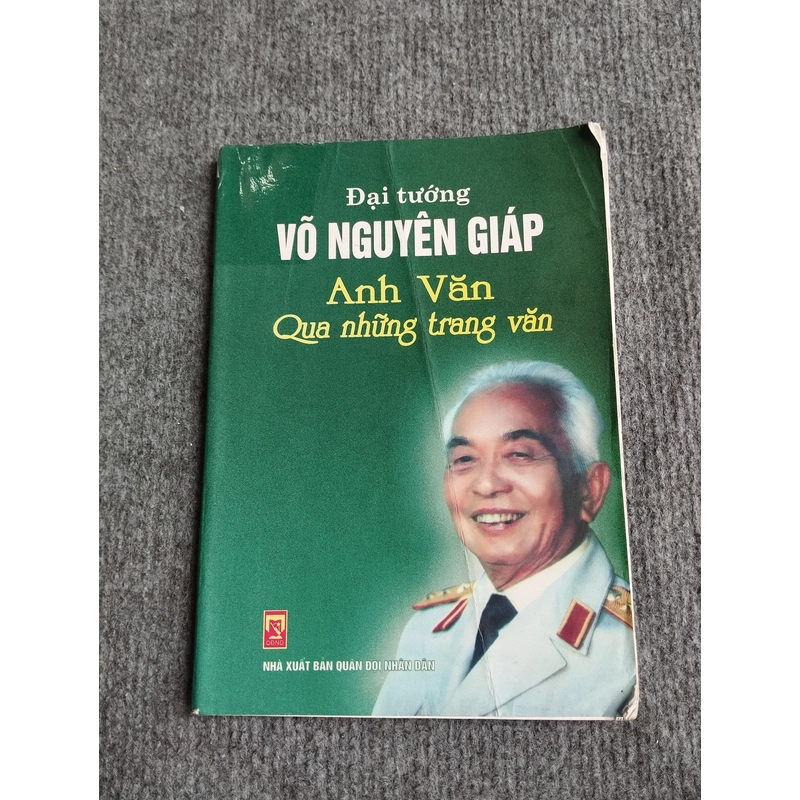 Đại tướng
VÕ NGUYÊN GIÁP
Anh Văn
Qua những trang văn
QĐND
NHÀ XUẤT BẢN QUÂN ĐỘI NHÂN DÂN